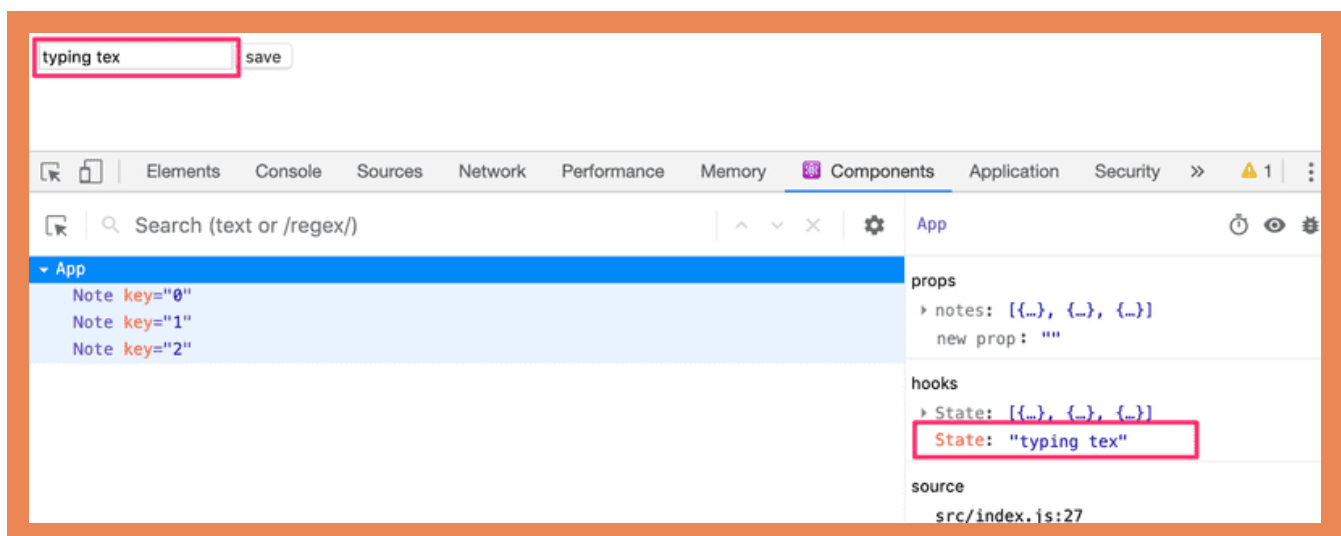 typing tex save
Elements Console Sources Network Performance Memory Components Application Security » 1
Search (text or /regex/)
App
App
Note key="0"
Note key="1"
Note key="2"
props
notes: [{…}, {…}, {…}]
new prop: ""
hooks
State: [{…}, {…}, {…}]
State: "typing tex"
source
src/index.js:27